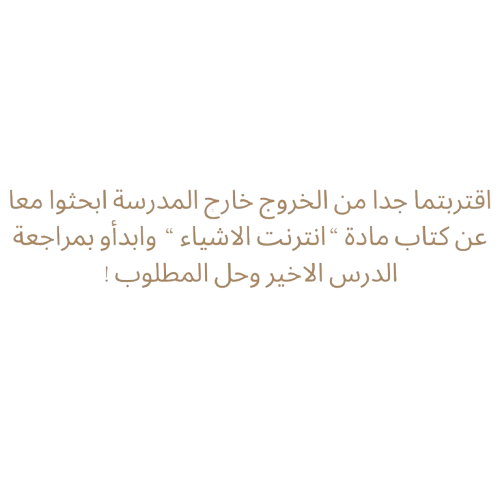 اقتربتما جدا من الخروج خارج المدرسة ابحثوا معا
عن كتاب مادة “ انترنت الاشياء “ وابدأو بمراجعة
الدرس الاخير وحل المطلوب !